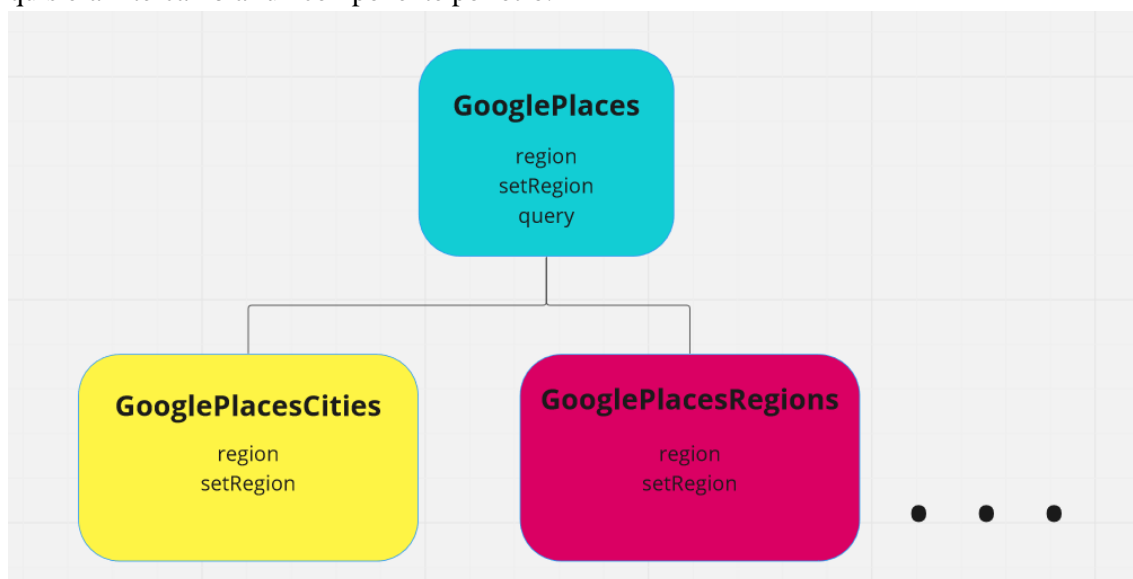 GooglePlaces
region
setRegion
query
GooglePlacesCities
region
setRegion
GooglePlacesRegions
region
setRegion
. . .